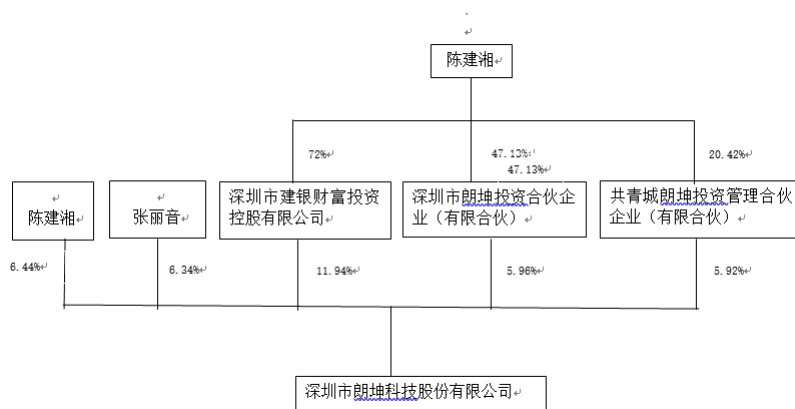 陈建湘
72%
47.13%
47.13%
20.42%
陈建湘
张丽音
深圳市建银财富投资
控股有限公司
深圳市朗坤投资合伙企
业（有限合伙）
共青城朗坤投资管理合伙
企业（有限合伙）
6.44%
6.34%
11.94%
5.96%
5.92%
深圳市朗坤科技股份有限公司